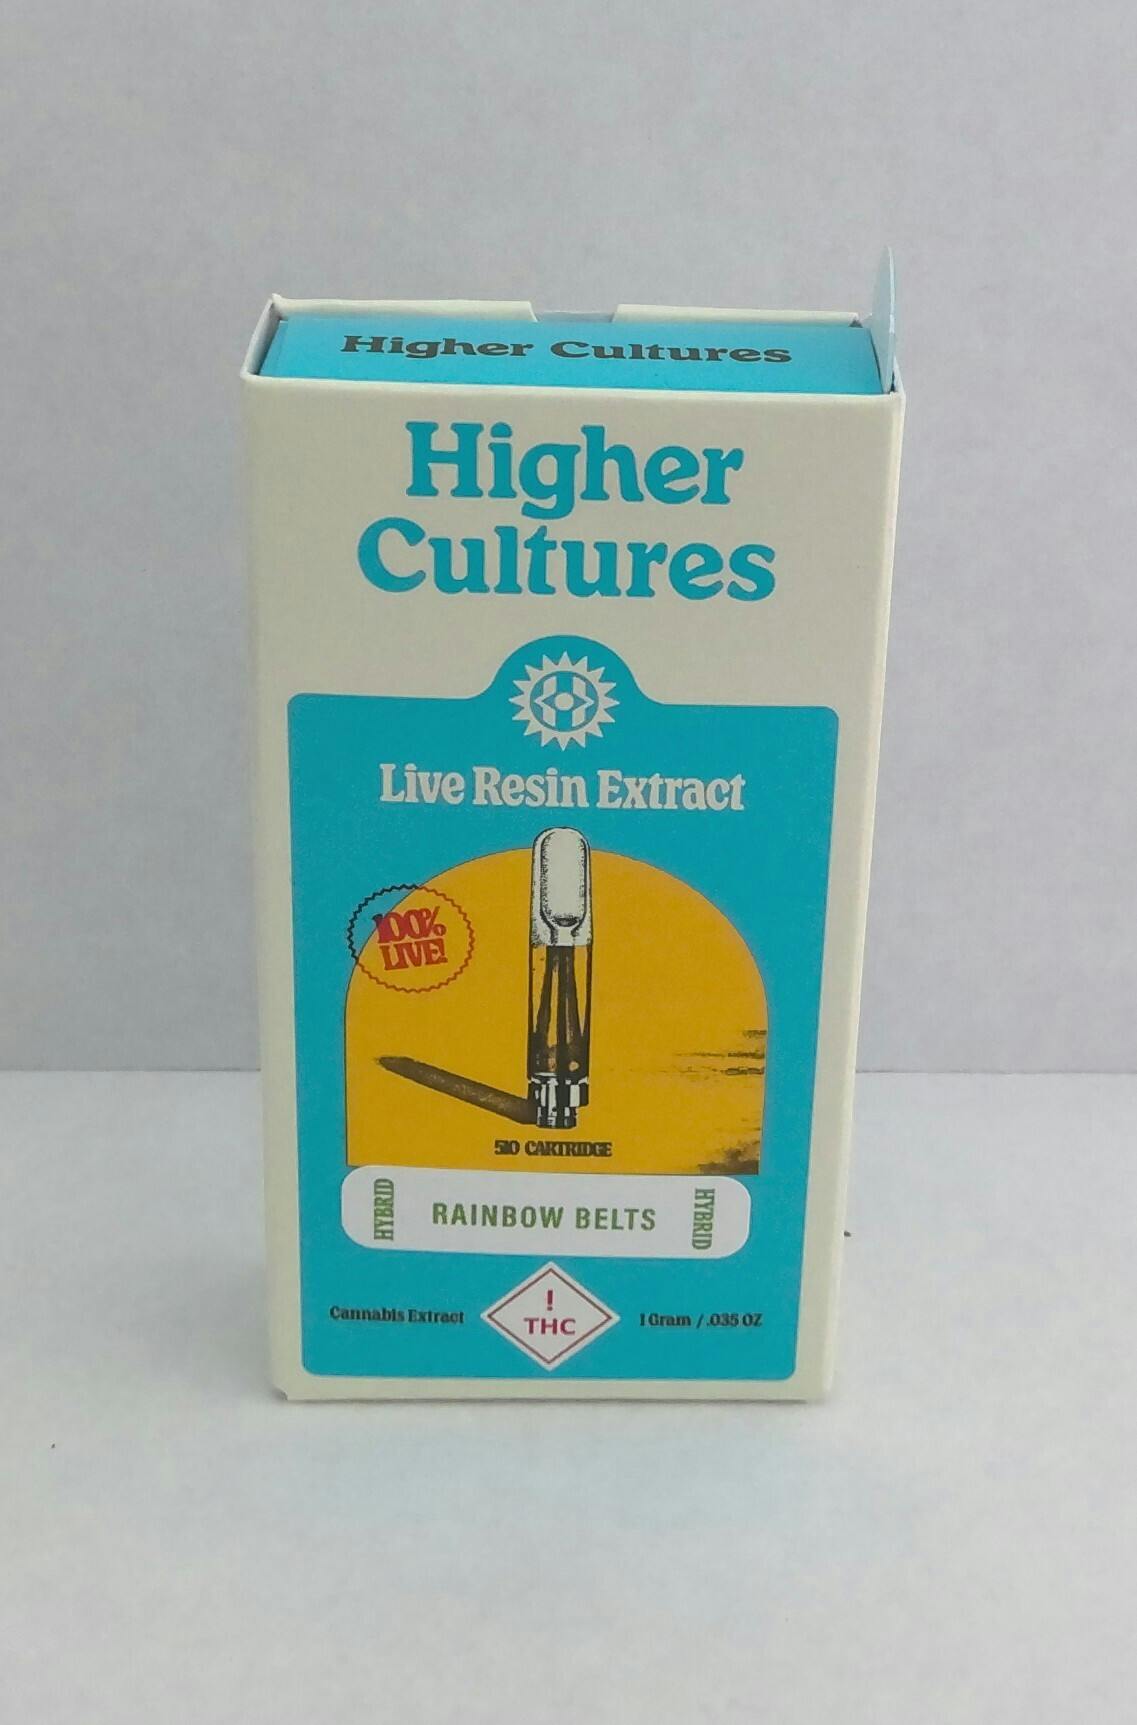 Higher Cultures
Higher
Cultures
Live Resin Extract
100%
LIVE!
510 CARTRIDGE
HYBRID
RAINBOW BELTS
HYBRID
Cannabis Extract
!
THC
1 Gram / .035 OZ